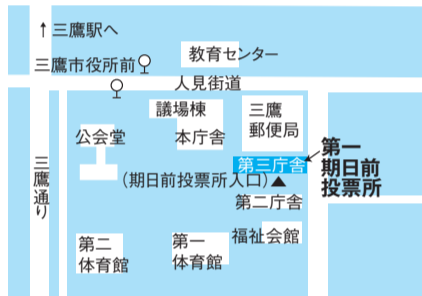 ↑三鷹駅へ
教育センター
三鷹市役所前
人見街道
議場棟
三鷹
郵便局
公会堂
本庁舎
第三庁舎
第一
期日前
投票所
三鷹通り
(期日前投票所入口)▲
第二庁舎
福祉会館
第二
体育館
第一
体育館